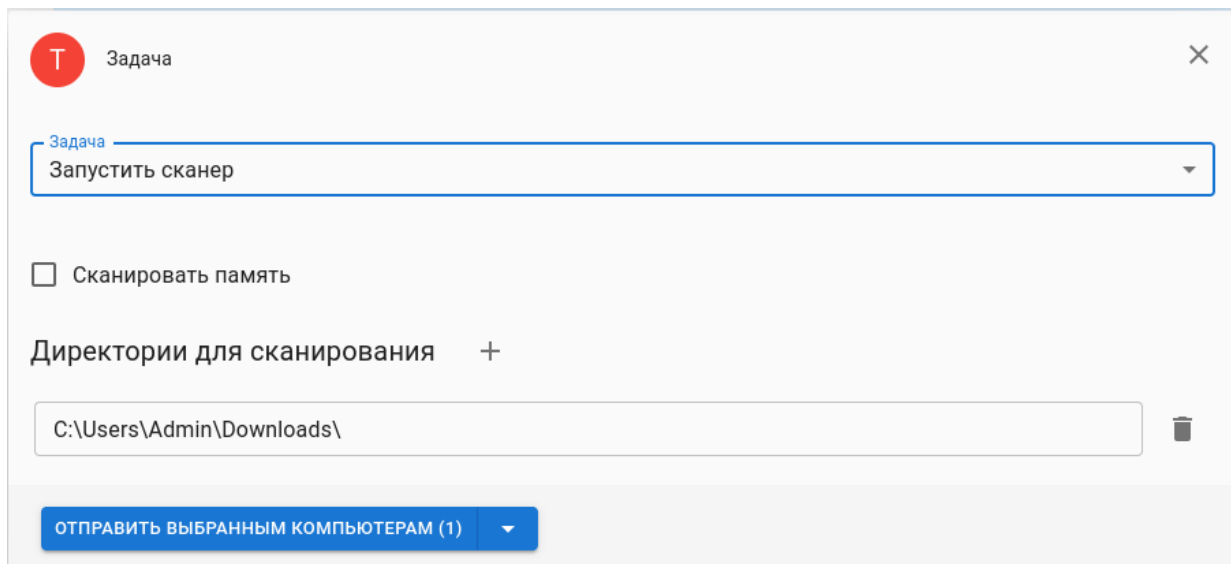 T Задача
Задача
Запустить сканер
Сканировать память
Директории для сканирования +
C:\Users\Admin\Downloads\
ОТПРАВИТЬ ВЫБРАННЫМ КОМПЬЮТЕРАМ (1)